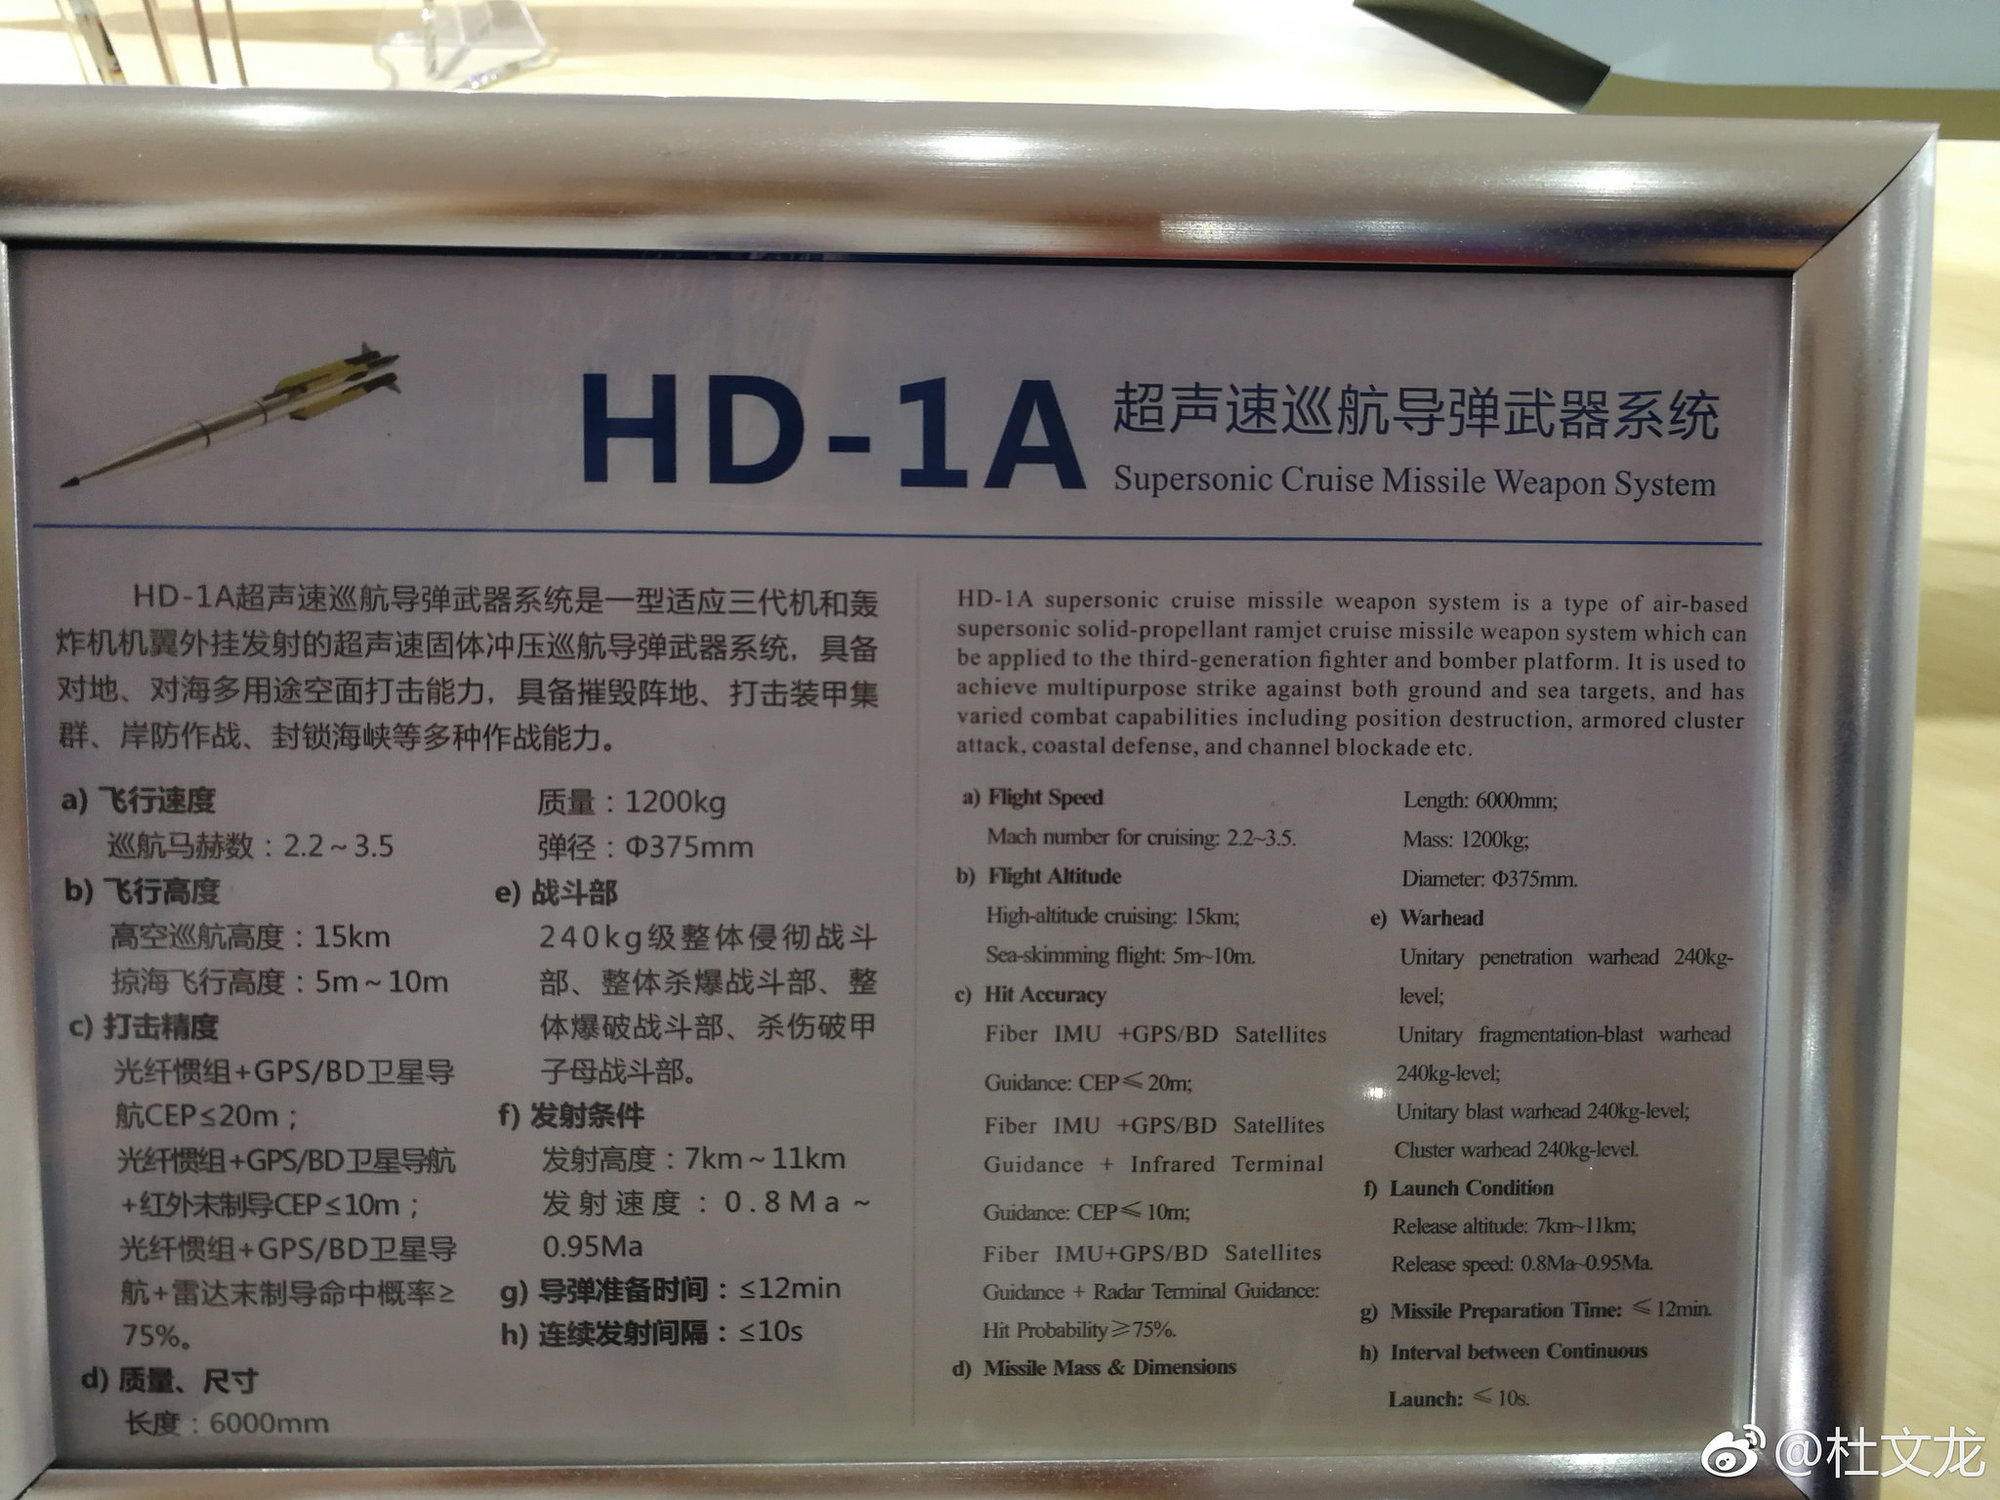 HD-1A
超声速巡航导弹武器系统
Supersonic Cruise Missile Weapon System
HD-1A超声速巡航导弹武器系统是一型适应三代机和轰
炸机机翼外挂发射的超声速固体冲压巡航导弹武器系统，具备
对地、对海多用途空面打击能力，具备摧毁阵地、打击装甲集
群、岸防作战、封锁海峡等多种作战能力。
a) 飞行速度
巡航马赫数：2.2～3.5
b) 飞行高度
高空巡航高度：15km
掠海飞行高度：5m～10m
c) 打击精度
光纤惯组+GPS/BD卫星导
航CEP≤20m；
光纤惯组+GPS/BD卫星导航
+红外末制导CEP≤10m；
光纤惯组+GPS/BD卫星导
航+雷达末制导命中概率≥
75%。
d) 质量、尺寸
长度：6000mm
质量：1200kg
弹径：Φ375mm
e) 战斗部
240kg级整体侵彻战斗
部、整体杀爆战斗部、整
体爆破战斗部、杀伤破甲
子母战斗部。
f) 发射条件
发射高度：7km～11km
发射速度：0.8Ma～
0.95Ma
g) 导弹准备时间：≤12min
h) 连续发射间隔：≤10s
HD-1A supersonic cruise missile weapon system is a type of air-based
supersonic solid-propellant ramjet cruise missile weapon system which can
be applied to the third-generation fighter and bomber platform. It is used to
achieve multipurpose strike against both ground and sea targets, and has
varied combat capabilities including position destruction, armored cluster
attack, coastal defense, and channel blockade etc.
a) Flight Speed
Mach number for cruising: 2.2~3.5.
b) Flight Altitude
High-altitude cruising: 15km;
Sea-skimming flight: 5m~10m.
c) Hit Accuracy
Fiber IMU +GPS/BD Satellites
Guidance: CEP≤20m;
Fiber IMU +GPS/BD Satellites
Guidance + Infrared Terminal
Guidance: CEP≤10m;
Fiber IMU+GPS/BD Satellites
Guidance + Radar Terminal Guidance:
Hit Probability≥75%.
d) Missile Mass & Dimensions
Length: 6000mm;
Mass: 1200kg;
Diameter: Φ375mm.
e) Warhead
Unitary penetration warhead 240kg-
level;
Unitary fragmentation-blast warhead
240kg-level;
Unitary blast warhead 240kg-level;
Cluster warhead 240kg-level.
f) Launch Condition
Release altitude: 7km~11km;
Release speed: 0.8Ma~0.95Ma.
g) Missile Preparation Time: ≤12min.
h) Interval between Continuous
Launch: ≤10s.
@杜文龙